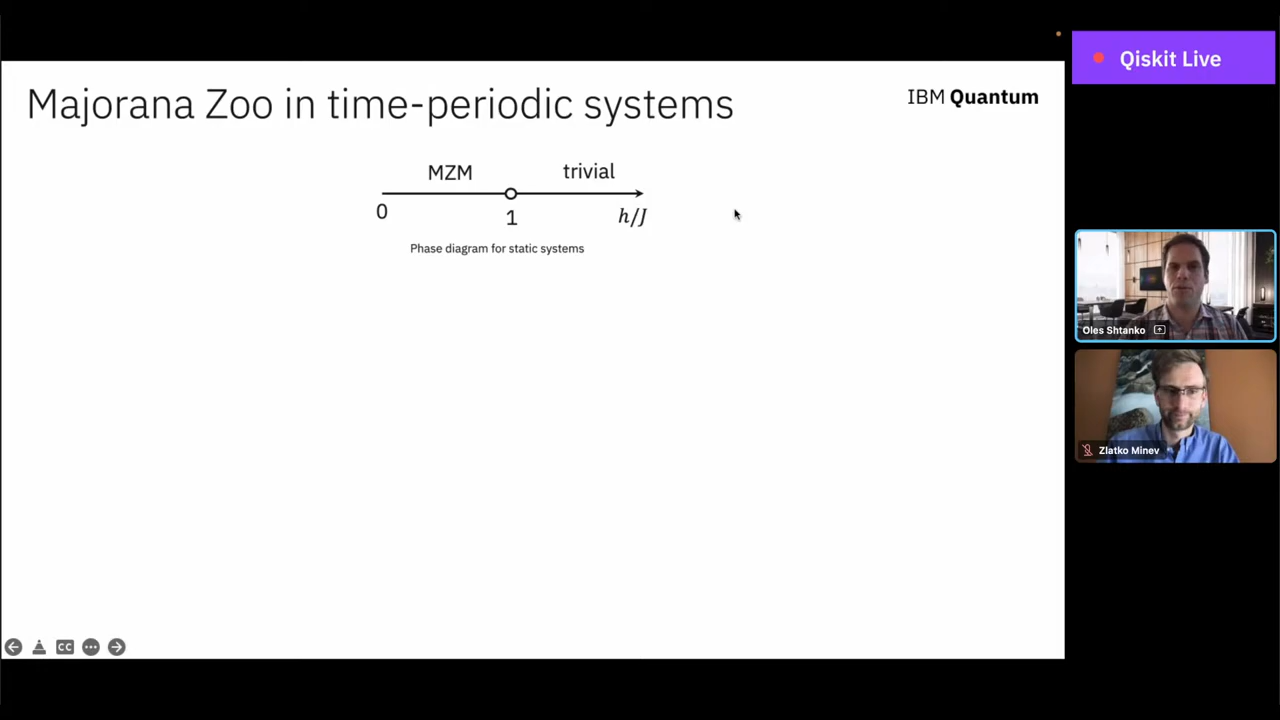 Qiskit Live
Majorana Zoo in time-periodic systems
IBM Quantum
MZM
trivial
0
1
h/J
Phase diagram for static systems
Oles Shtanko
Zlatko Minev
CC